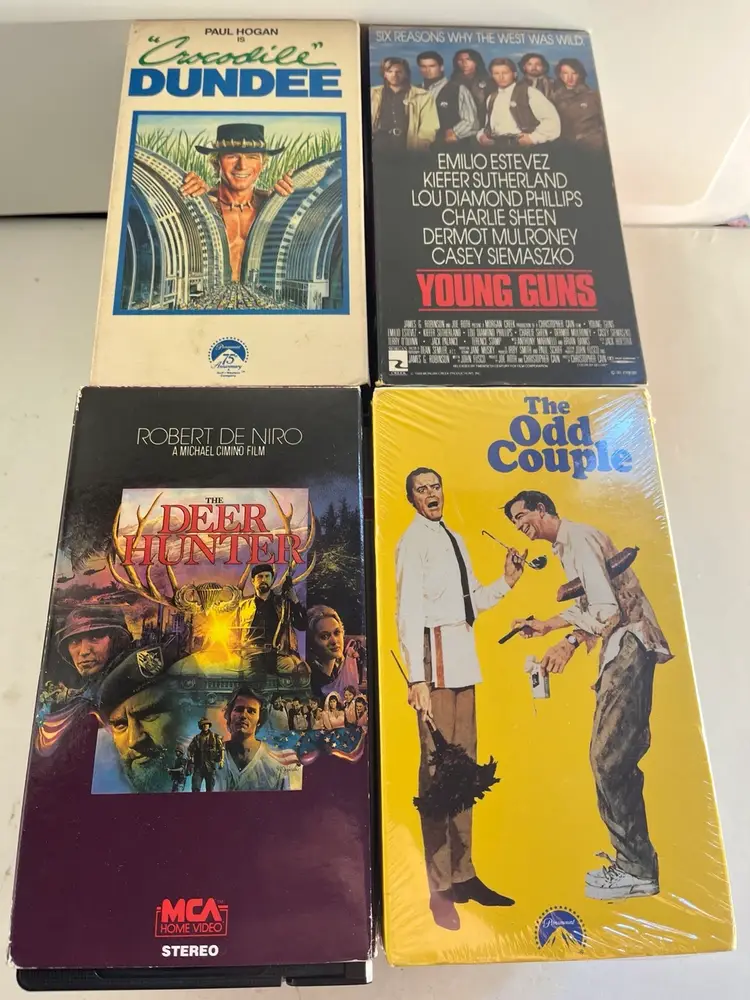 PAUL HOGAN
IS
"Crocodile"
DUNDEE
Paramount
75th
Anniversary
SIX REASONS WHY THE WEST WAS WILD.
EMILIO ESTEVEZ
KIEFER SUTHERLAND
LOU DIAMOND PHILLIPS
CHARLIE SHEEN
DERMOT MULRONEY
CASEY SIEMASZKO
YOUNG GUNS
ROBERT DE NIRO
A MICHAEL CIMINO FILM
THE
DEER
HUNTER
MCA
HOME VIDEO
STEREO
The
Odd
Couple
Paramount